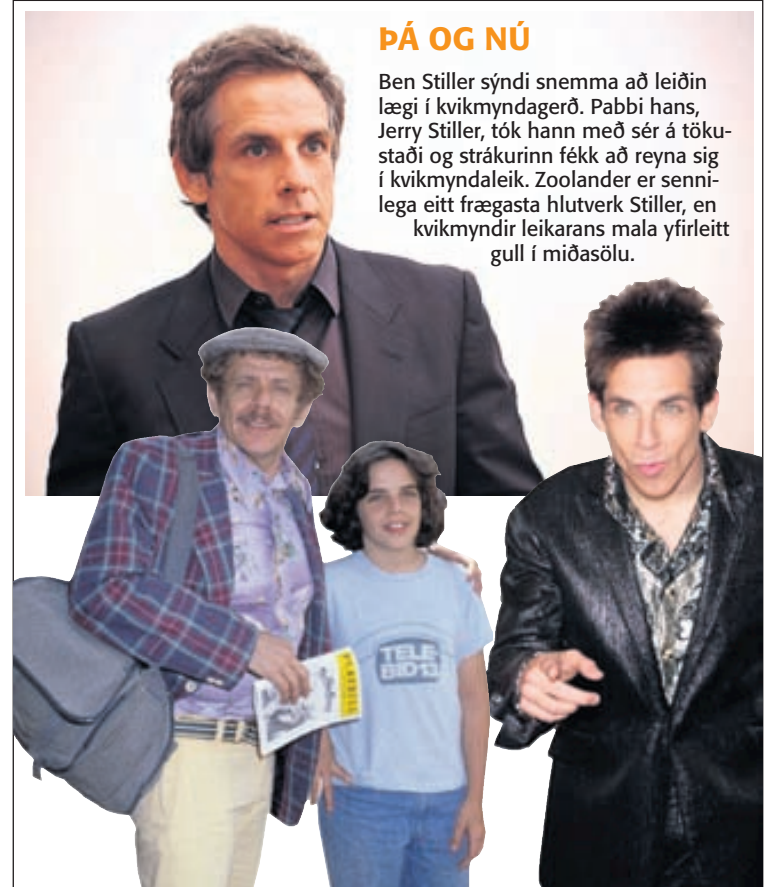 ÞÁ OG NÚ
Ben Stiller sýndi snemma að leiðin
lægi í kvikmyndagerð. Pabbi hans,
Jerry Stiller, tók hann með sér á töku-
staði og strákurinn fékk að reyna sig
í kvikmyndaleik. Zoolander er senni-
lega eitt frægasta hlutverk Stiller, en
kvikmyndir leikarans mala yfirleitt
gull í miðasölu.
TELE-
BID13
PLAYBILL